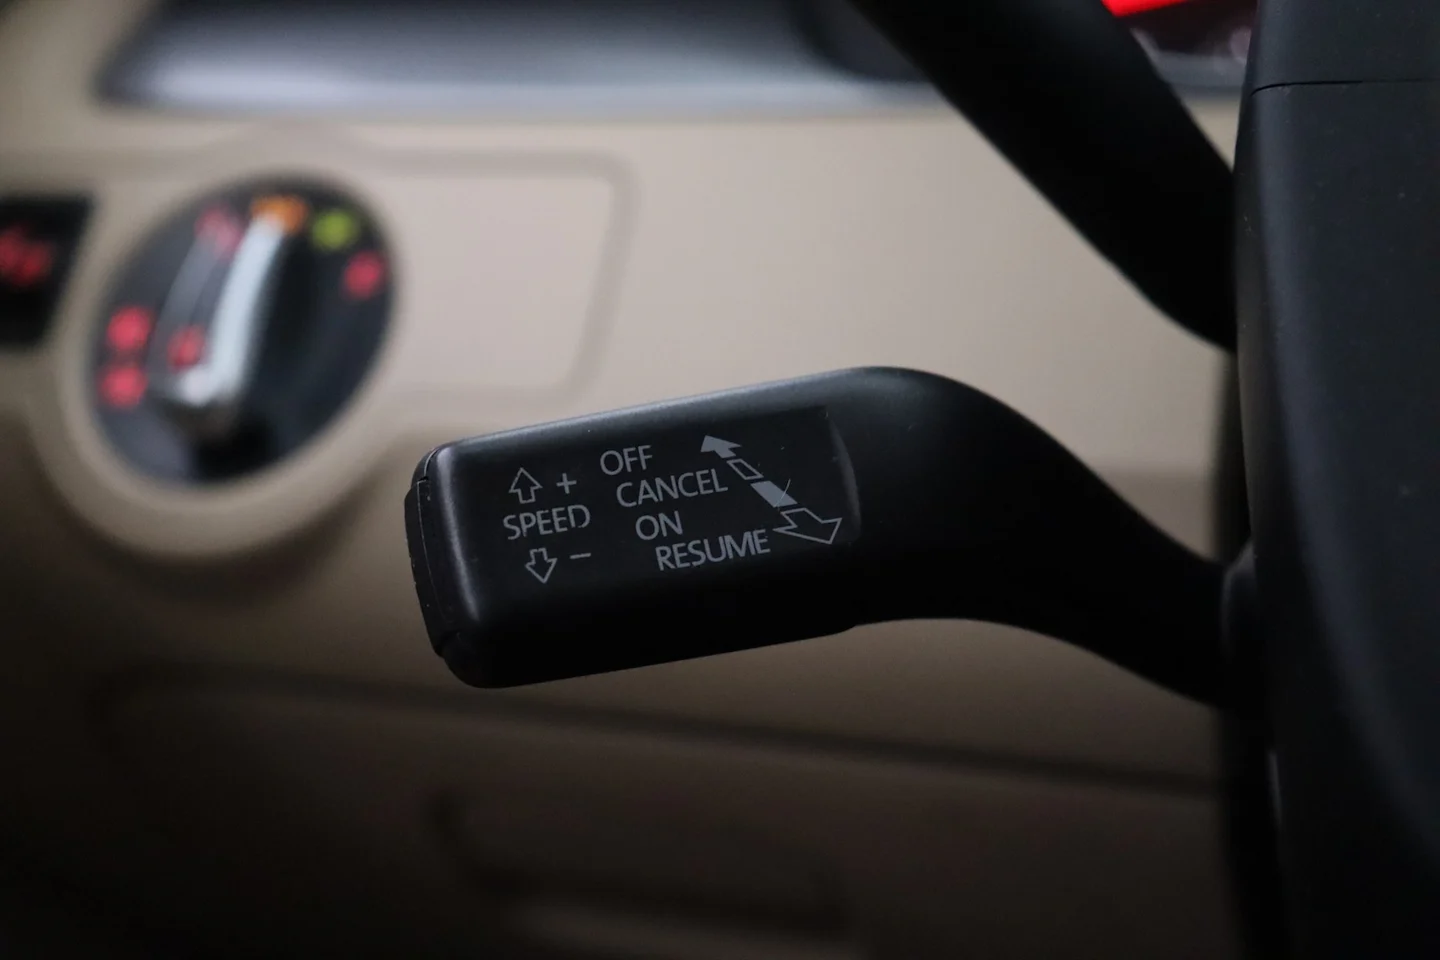 +
SPEED
−
OFF
CANCEL
ON
RESUME